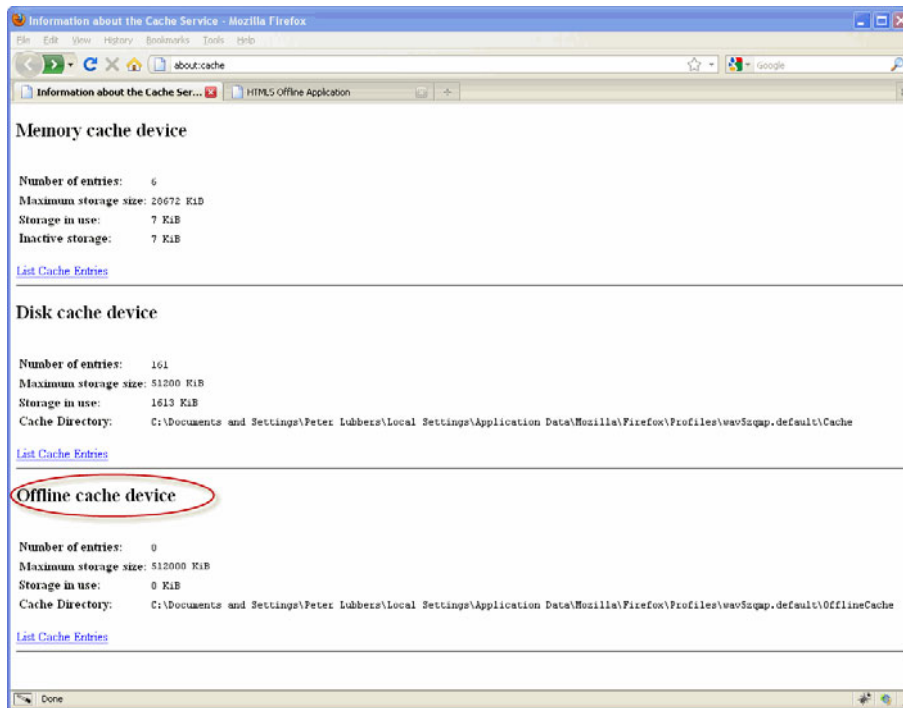 Information about the Cache Service - Mozilla Firefox
File Edit View History Bookmarks Tools Help
about:cache
Google
Information about the Cache Ser...
HTML5 Offline Application
Memory cache device
Number of entries: 6
Maximum storage size: 20672 KiB
Storage in use: 7 KiB
Inactive storage: 7 KiB
List Cache Entries
Disk cache device
Number of entries: 161
Maximum storage size: 51200 KiB
Storage in use: 1613 KiB
Cache Directory: C:\Documents and Settings\Peter Lubbers\Local Settings\Application Data\Mozilla\Firefox\Profiles\wav5zqmp.default\Cache
List Cache Entries
Offline cache device
Number of entries: 0
Maximum storage size: 512000 KiB
Storage in use: 0 KiB
Cache Directory: C:\Documents and Settings\Peter Lubbers\Local Settings\Application Data\Mozilla\Firefox\Profiles\wav5zqmp.default\OfflineCache
List Cache Entries
Done